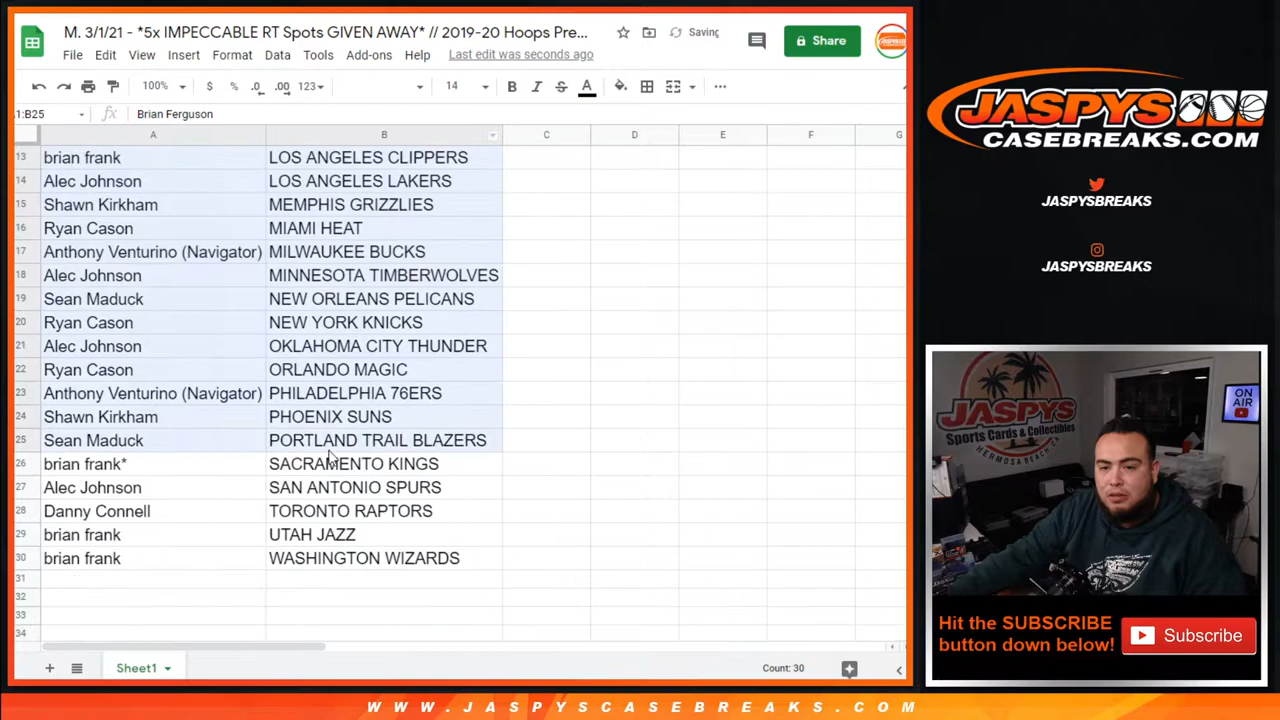 M. 3/1/21 - *5x IMPECCABLE RT Spots GIVEN AWAY* // 2019-20 Hoops Pre...
Saving
Share
File Edit View Insert Format Data Tools Add-ons Help Last edit was seconds ago
100% $ % .0 .00 123 14 B I S A
:B25 fx Brian Ferguson
A B C D E F G
13 brian frank LOS ANGELES CLIPPERS
14 Alec Johnson LOS ANGELES LAKERS
15 Shawn Kirkham MEMPHIS GRIZZLIES
16 Ryan Cason MIAMI HEAT
17 Anthony Venturino (Navigator) MILWAUKEE BUCKS
18 Alec Johnson MINNESOTA TIMBERWOLVES
19 Sean Maduck NEW ORLEANS PELICANS
20 Ryan Cason NEW YORK KNICKS
21 Alec Johnson OKLAHOMA CITY THUNDER
22 Ryan Cason ORLANDO MAGIC
23 Anthony Venturino (Navigator) PHILADELPHIA 76ERS
24 Shawn Kirkham PHOENIX SUNS
25 Sean Maduck PORTLAND TRAIL BLAZERS
26 brian frank* SACRAMENTO KINGS
27 Alec Johnson SAN ANTONIO SPURS
28 Danny Connell TORONTO RAPTORS
29 brian frank UTAH JAZZ
30 brian frank WASHINGTON WIZARDS
31
32
33
34
Sheet1
Count: 30
JASPYS
CASEBREAKS.COM
JASPYSBREAKS
JASPYSBREAKS
JASPYS
Sports Cards & Collectibles
HERMOSA BEACH
ON
AIR
Hit the SUBSCRIBE
button down below!
Subscribe
WWW.JASPYSCASEBREAKS.COM